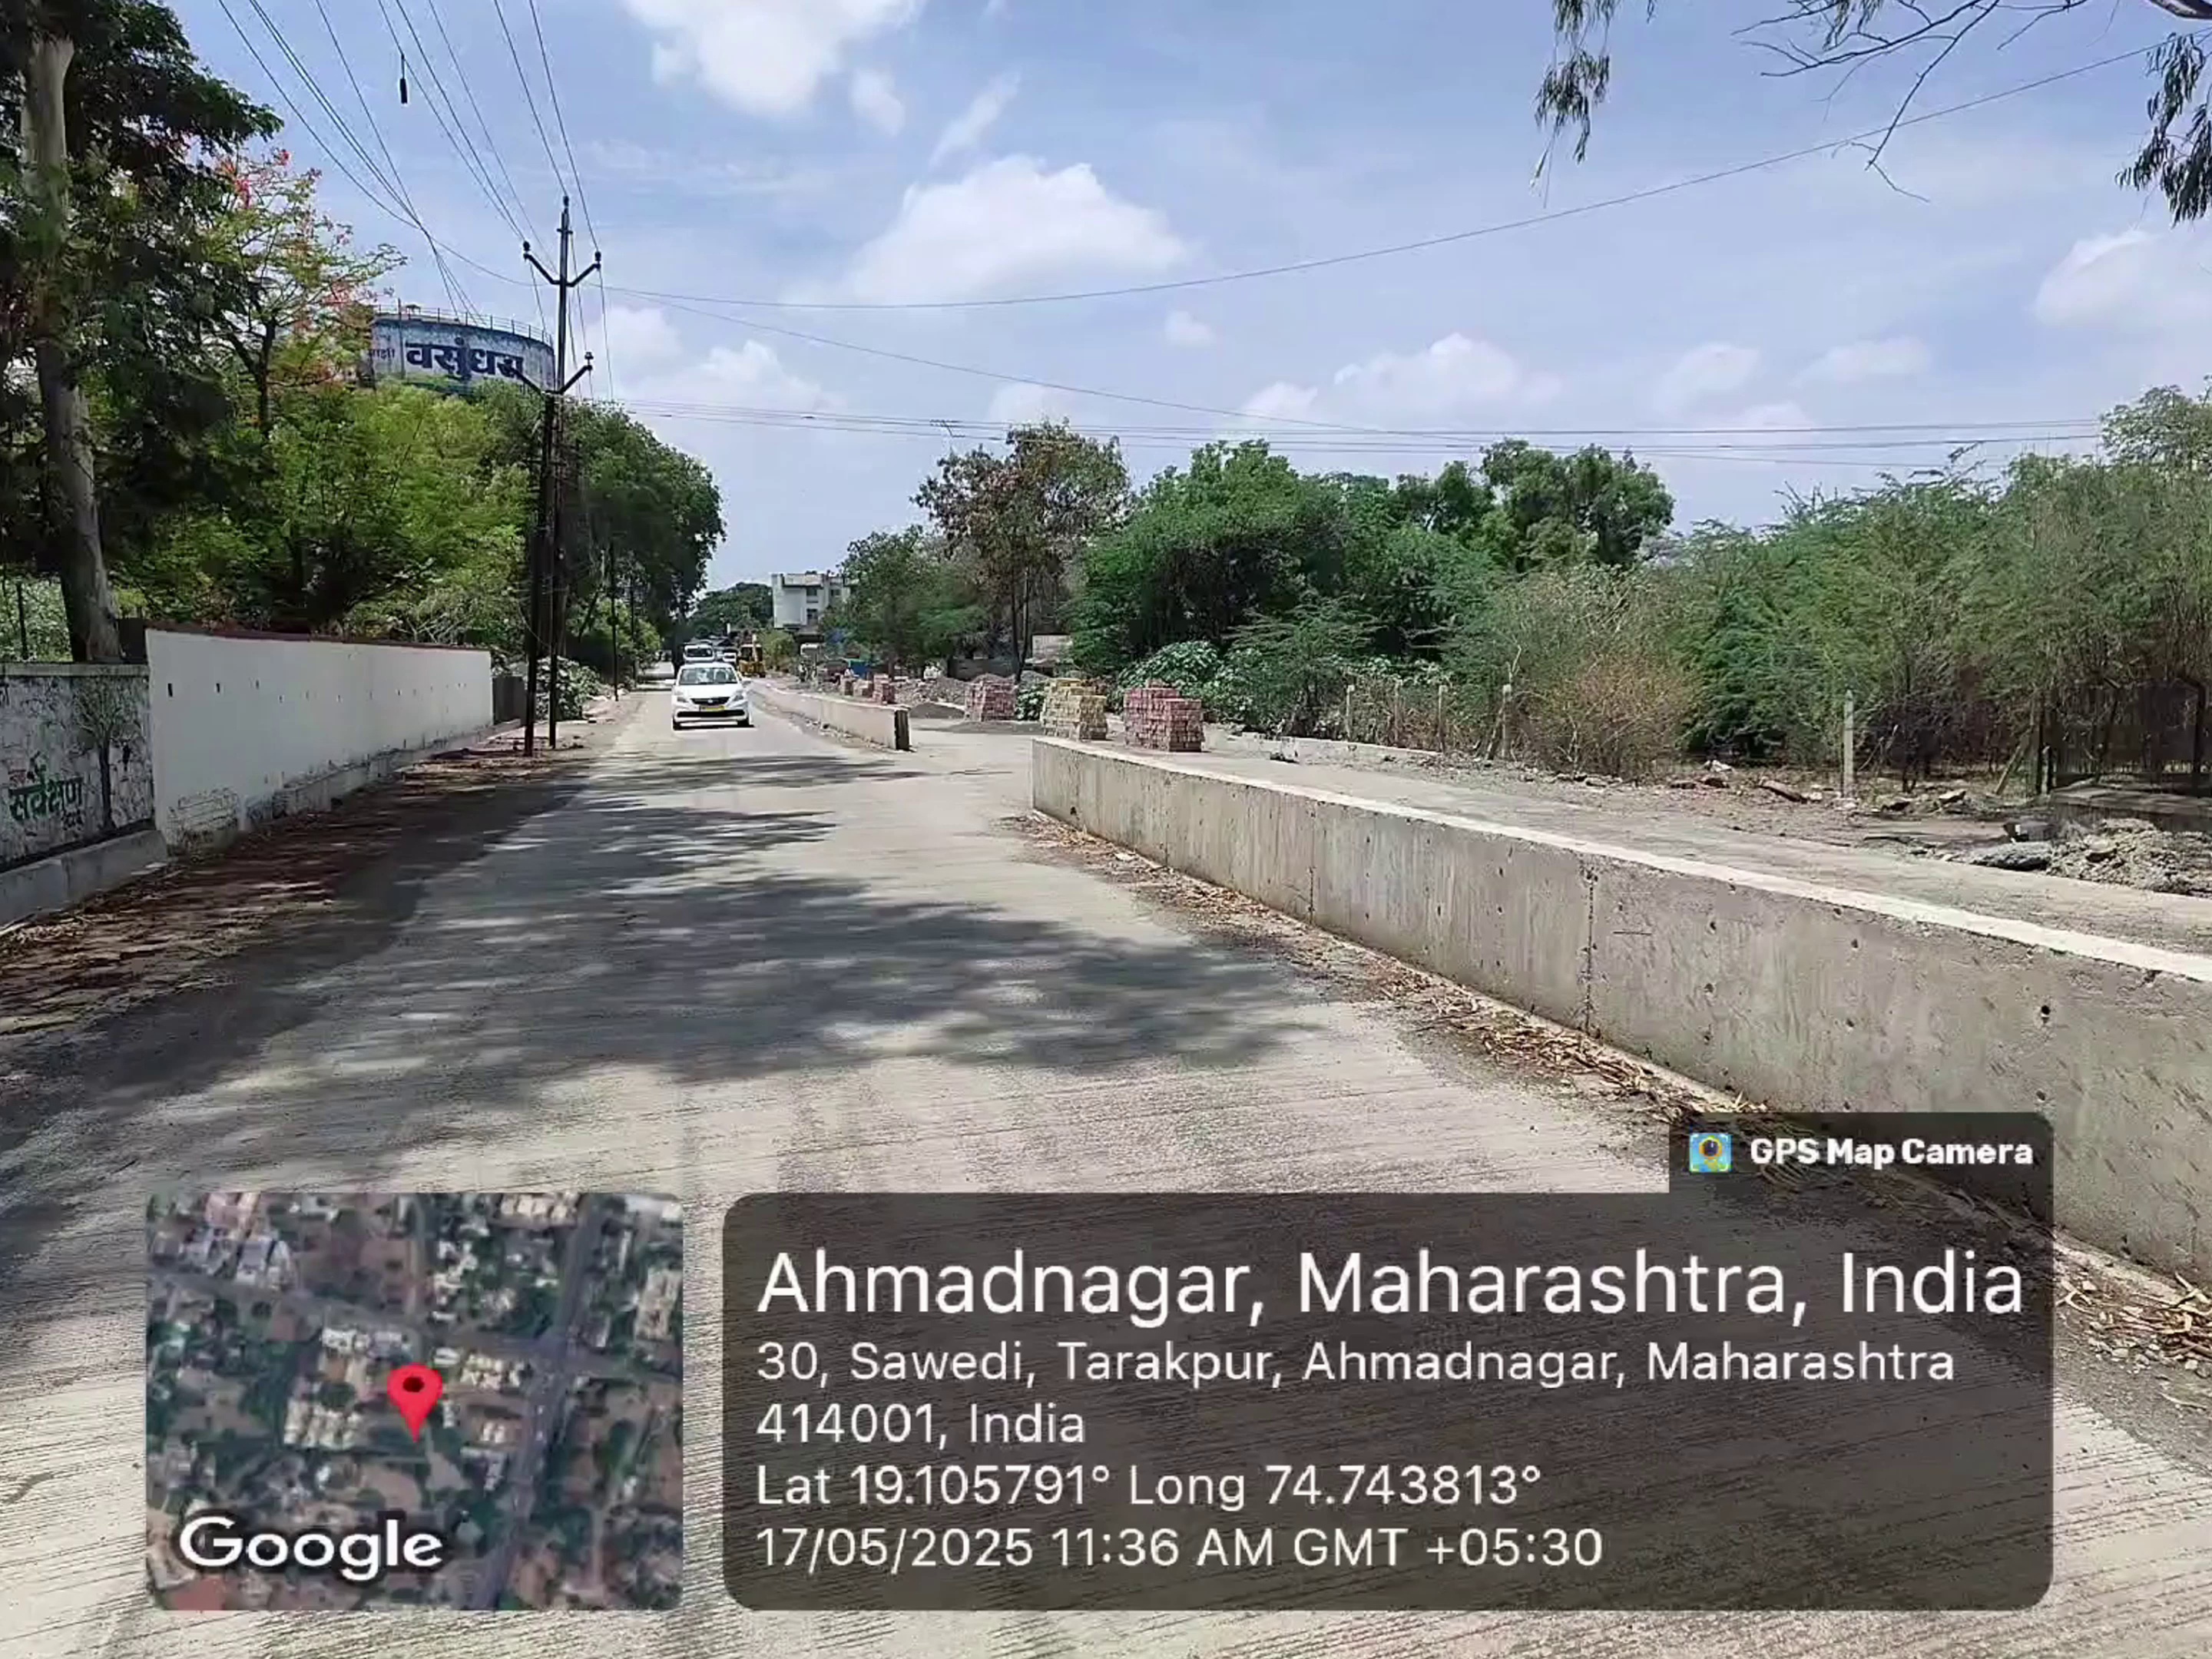 माझी
वसुंधरा
सर्वेक्षण
GPS Map Camera
Google
Ahmadnagar, Maharashtra, India
30, Sawedi, Tarakpur, Ahmadnagar, Maharashtra
414001, India
Lat 19.105791° Long 74.743813°
17/05/2025 11:36 AM GMT +05:30